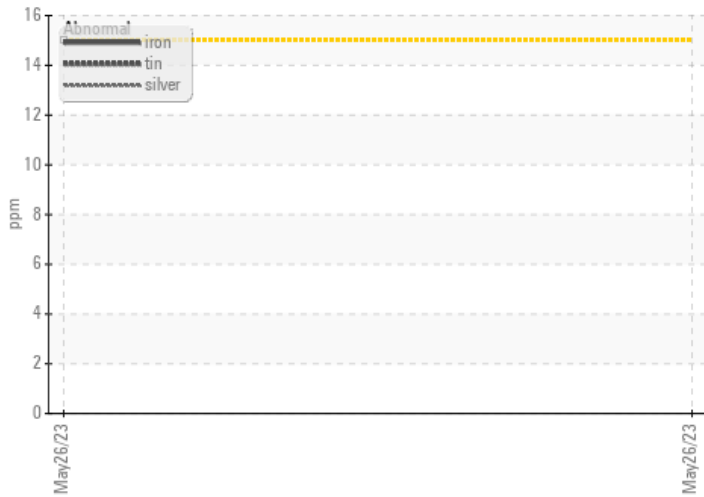 16
Abnormal
iron
tin
silver
14
12
10
8
6
4
2
0
ppm
May26/23
May26/23